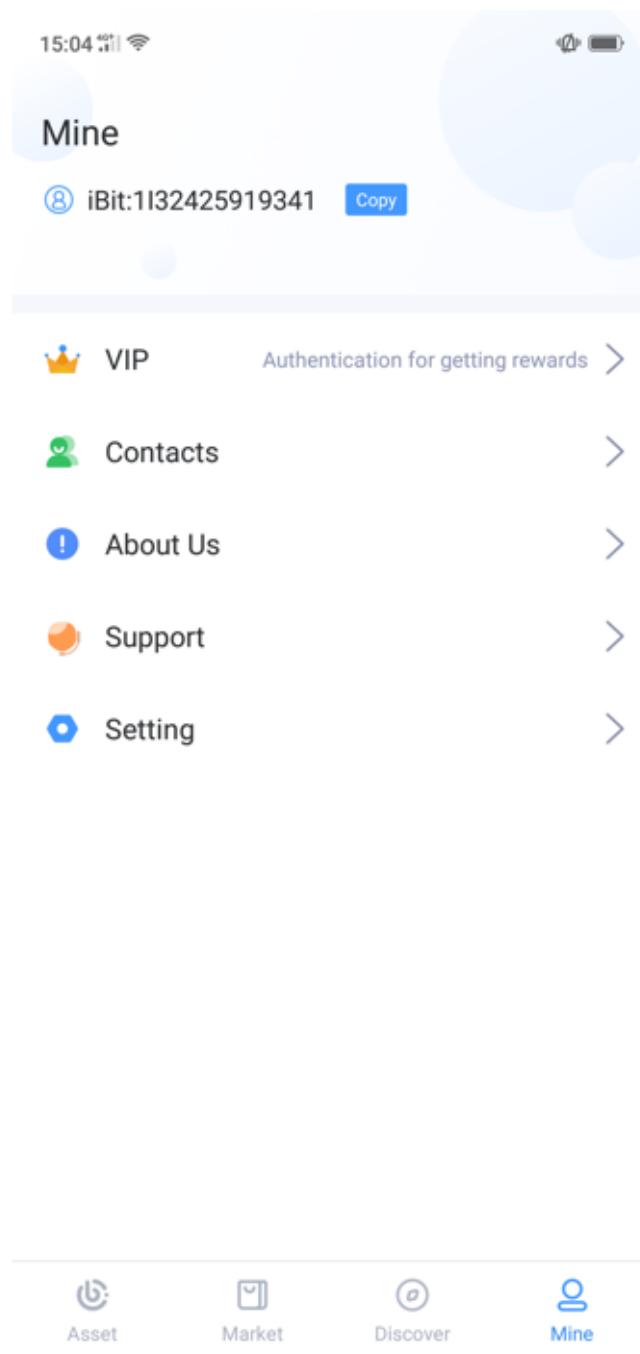 15:04 4G+
Mine
iBit:1I32425919341 Copy
VIP Authentication for getting rewards
Contacts
About Us
Support
Setting
Asset Market Discover Mine